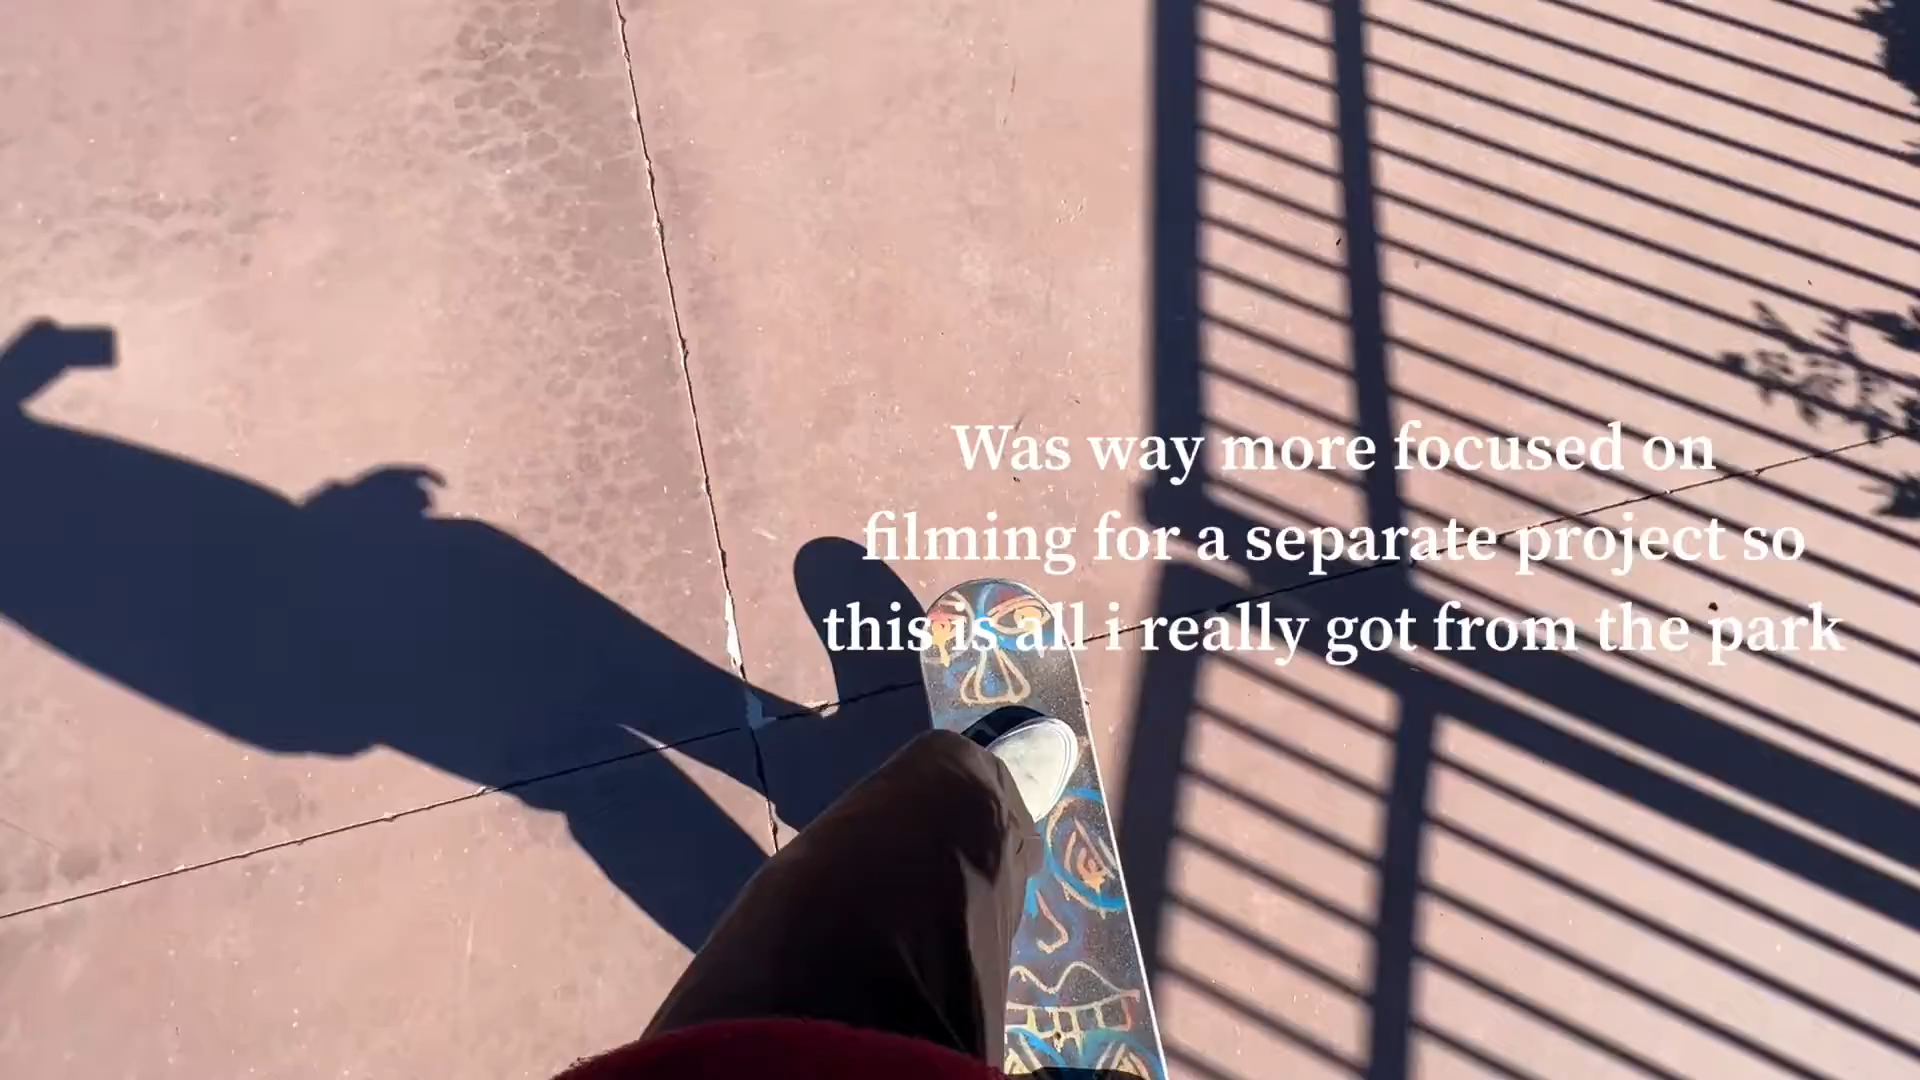 Was way more focused on
filming for a separate project so
this is all i really got from the park